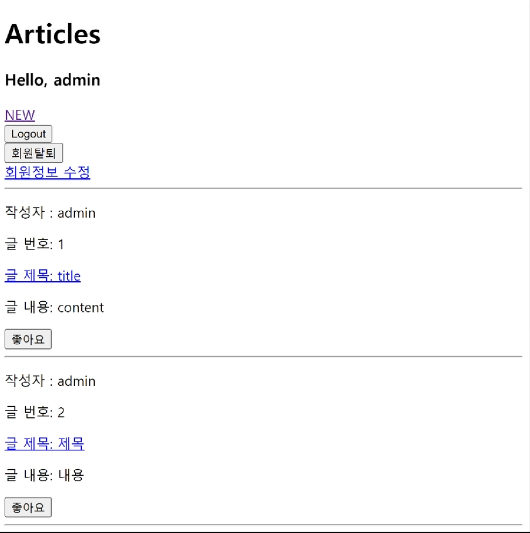 Articles
Hello, admin
NEW
Logout
회원탈퇴
회원정보 수정
작성자 : admin
글 번호: 1
글 제목: title
글 내용: content
좋아요
작성자 : admin
글 번호: 2
글 제목: 제목
글 내용: 내용
좋아요